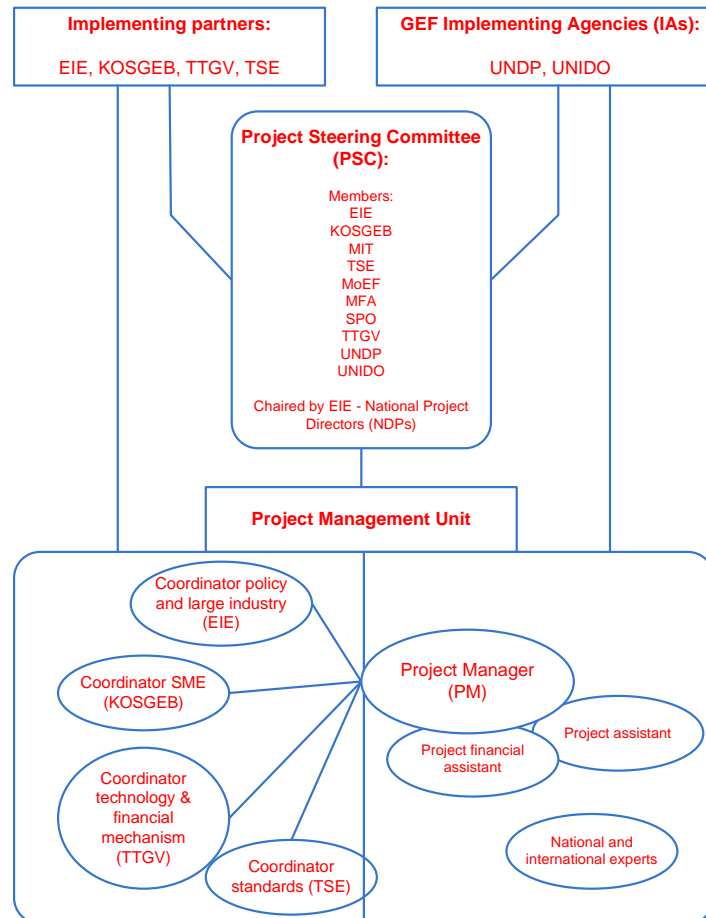 Implementing partners:
EIE, KOSGEB, TTGV, TSE
GEF Implementing Agencies (IAs):
UNDP, UNIDO
Project Steering Committee
(PSC):
Members:
EIE
KOSGEB
MIT
TSE
MoEF
MFA
SPO
TTGV
UNDP
UNIDO
Chaired by EIE - National Project
Directors (NDPs)
Project Management Unit
Coordinator policy
and large industry
(EIE)
Coordinator SME
(KOSGEB)
Coordinator
technology &
financial
mechanism
(TTGV)
Coordinator
standards (TSE)
Project Manager
(PM)
Project assistant
Project financial
assistant
National and
international experts